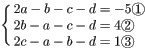 2a − b − c − d = −5①
2b − a − c − d = 4②
2c − a − b − d = 1③